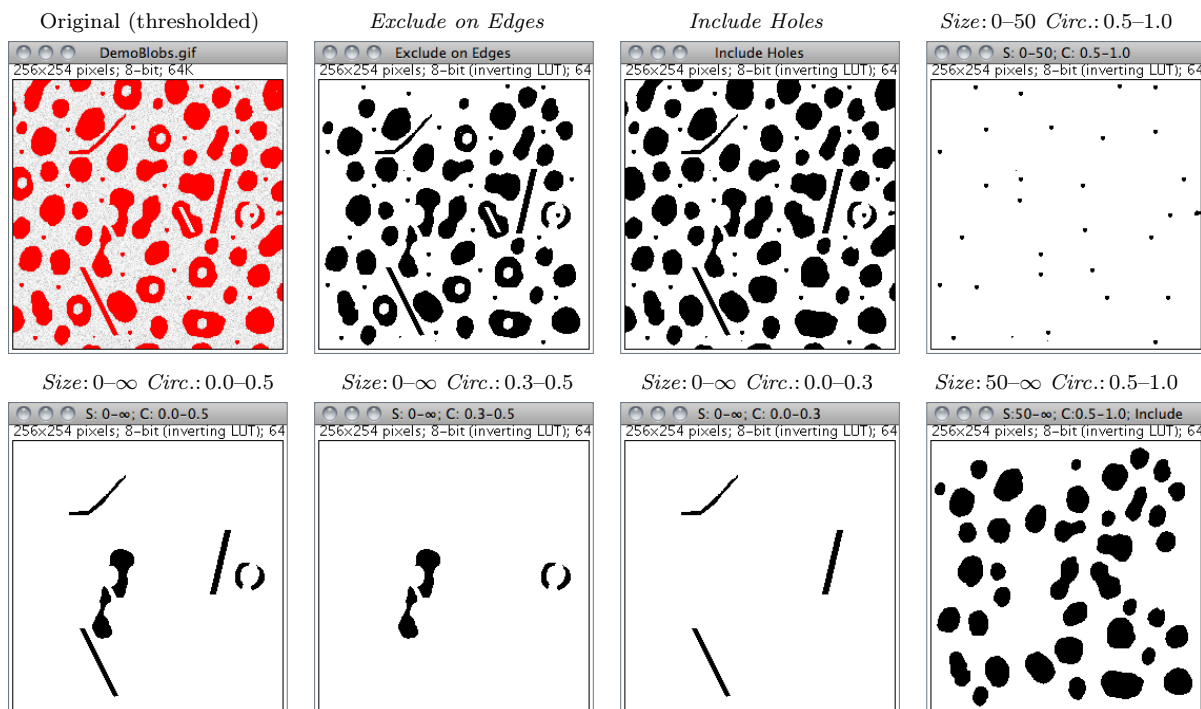 Original (thresholded)
Exclude on Edges
Include Holes
Size: 0–50 Circ.: 0.5–1.0
DemoBlobs.gif
256x254 pixels; 8-bit; 64K
Exclude on Edges
256x254 pixels; 8-bit (inverting LUT); 64
Include Holes
256x254 pixels; 8-bit (inverting LUT); 64
S: 0-50; C: 0.5-1.0
256x254 pixels; 8-bit (inverting LUT); 64
Size: 0–∞ Circ.: 0.0–0.5
Size: 0–∞ Circ.: 0.3–0.5
Size: 0–∞ Circ.: 0.0–0.3
Size: 50–∞ Circ.: 0.5–1.0
S: 0-∞; C: 0.0-0.5
256x254 pixels; 8-bit (inverting LUT); 64
S: 0-∞; C: 0.3-0.5
256x254 pixels; 8-bit (inverting LUT); 64
S: 0-∞; C: 0.0-0.3
256x254 pixels; 8-bit (inverting LUT); 64
S:50-∞; C:0.5-1.0; Include
256x254 pixels; 8-bit (inverting LUT); 64